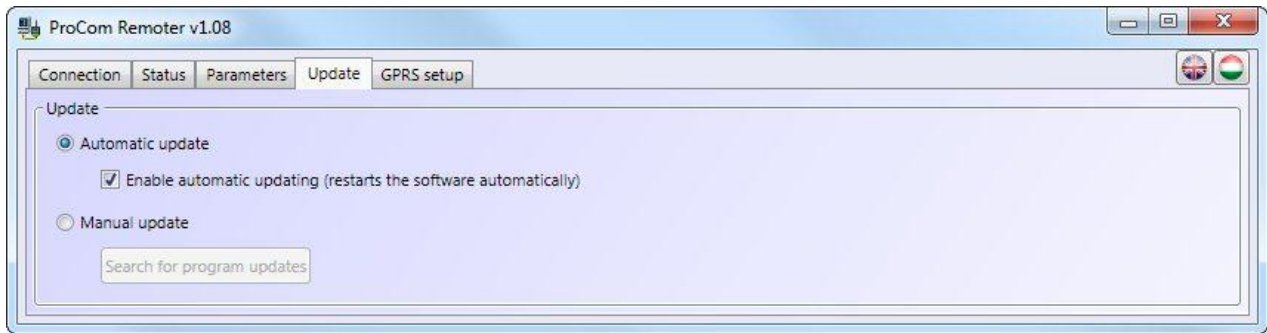 ProCom Remoter v1.08
Connection Status Parameters Update GPRS setup
Update
Automatic update
Enable automatic updating (restarts the software automatically)
Manual update
Search for program updates